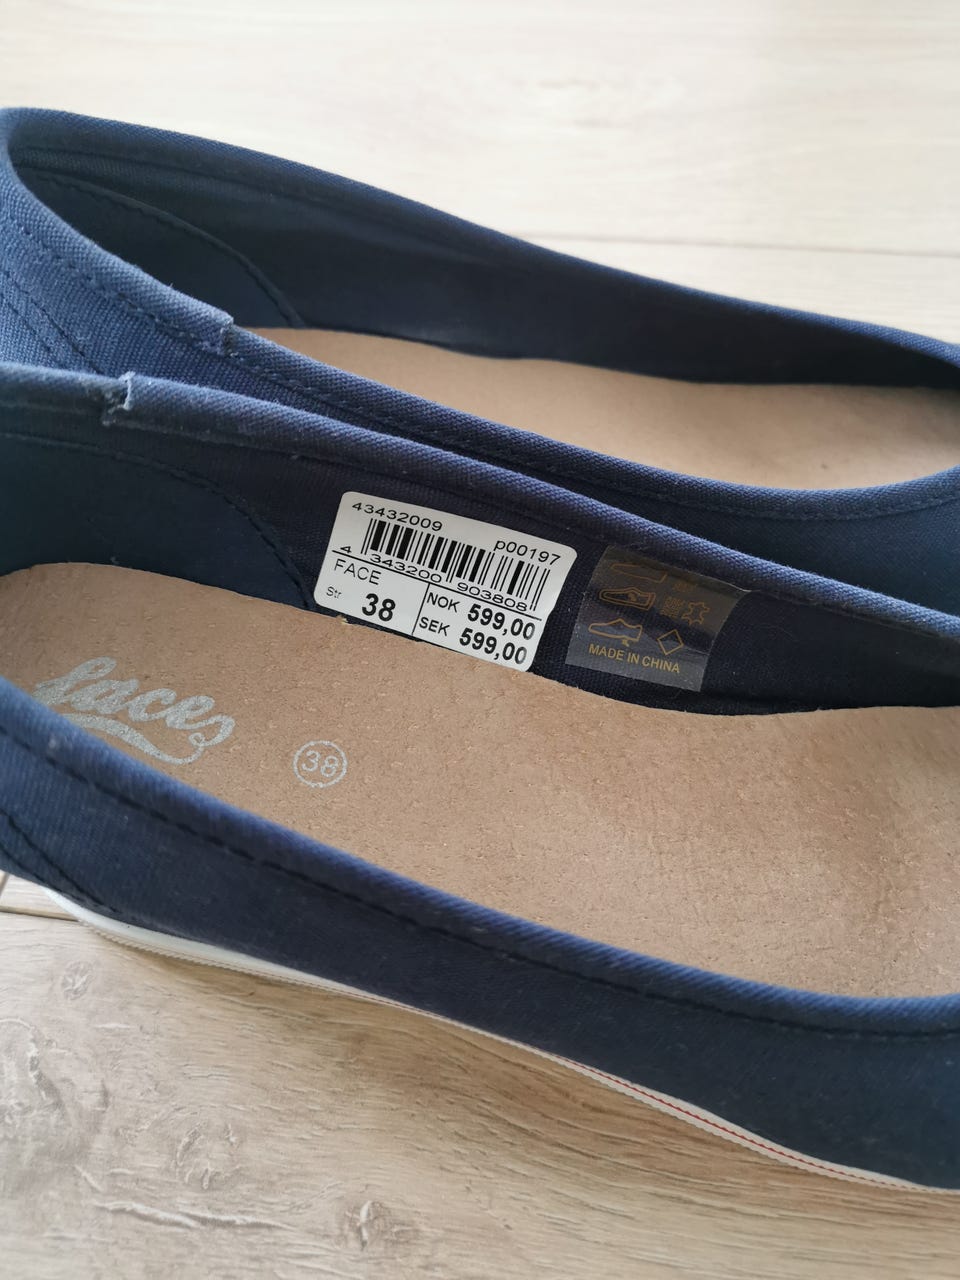 43432009
p00197
4 343200 903808
FACE
Str 38
NOK 599,00
SEK 599,00
MADE IN CHINA
faces
38